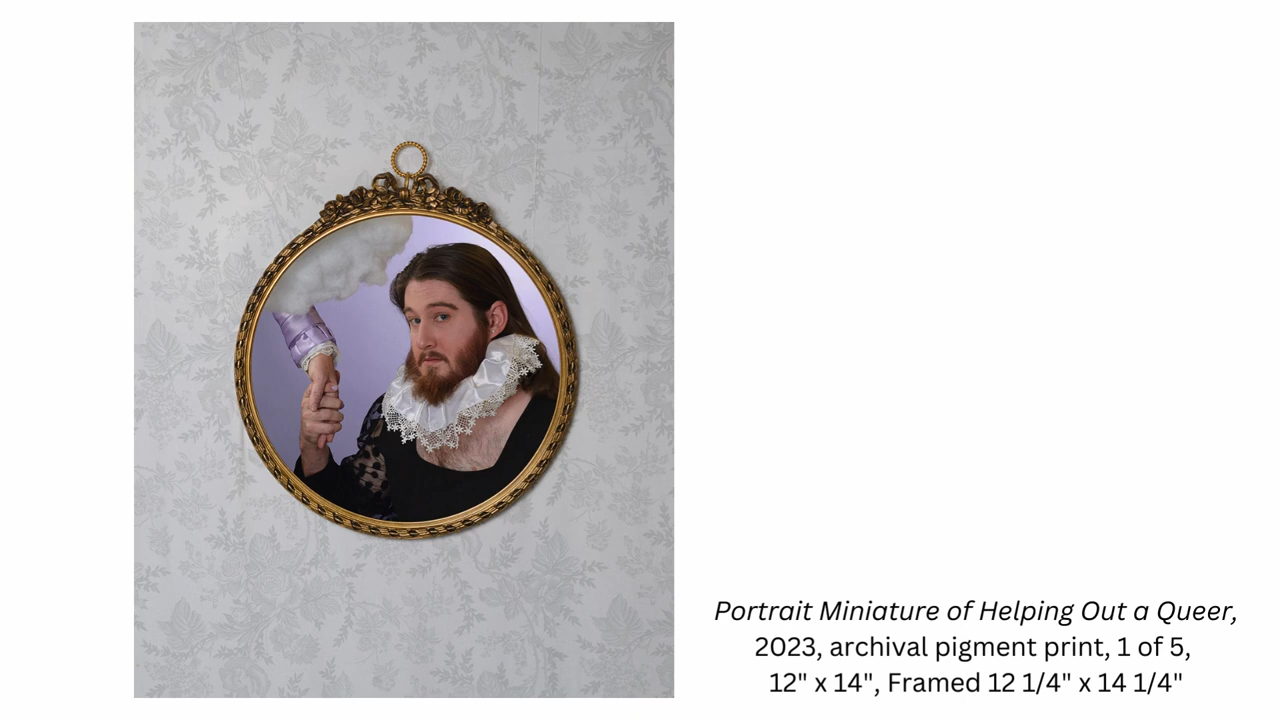 Portrait Miniature of Helping Out a Queer,
2023, archival pigment print, 1 of 5,
12" x 14", Framed 12 1/4" x 14 1/4"